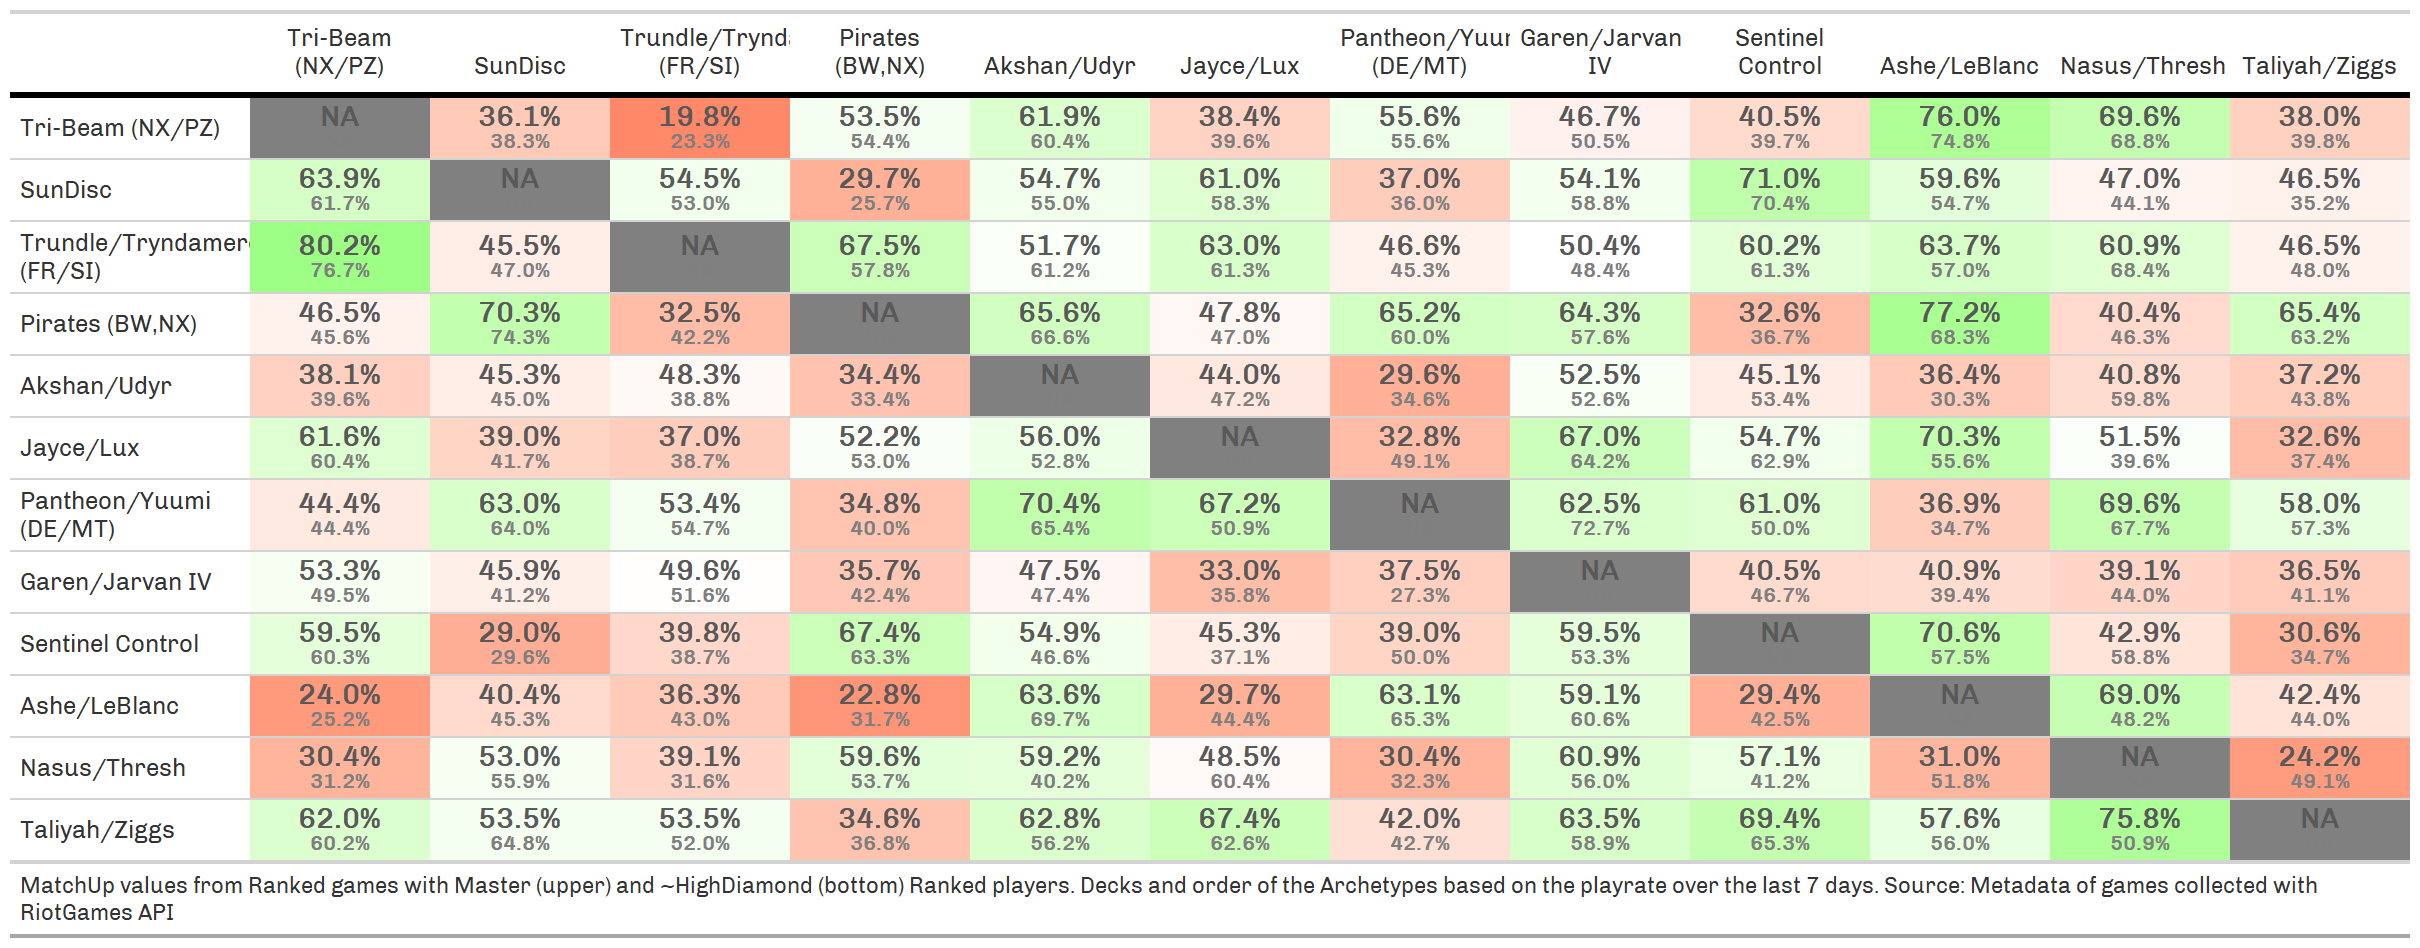 Tri-Beam (NX/PZ) SunDisc Trundle/Trynd (FR/SI) Pirates (BW,NX) Akshan/Udyr Jayce/Lux Pantheon/Yuur (DE/MT) Garen/Jarvan IV Sentinel Control Ashe/LeBlanc Nasus/Thresh Taliyah/Ziggs
Tri-Beam (NX/PZ) NA 36.1% 19.8% 53.5% 61.9% 38.4% 55.6% 46.7% 40.5% 76.0% 69.6% 38.0%
38.3% 23.3% 54.4% 60.4% 39.6% 55.6% 50.5% 39.7% 74.8% 68.8% 39.8%
SunDisc 63.9% NA 54.5% 29.7% 54.7% 61.0% 37.0% 54.1% 71.0% 59.6% 47.0% 46.5%
61.7% 53.0% 25.7% 55.0% 58.3% 36.0% 58.8% 70.4% 54.7% 44.1% 35.2%
Trundle/Tryndamer (FR/SI) 80.2% 45.5% NA 67.5% 51.7% 63.0% 46.6% 50.4% 60.2% 63.7% 60.9% 46.5%
76.7% 47.0% 57.8% 61.2% 61.3% 45.3% 48.4% 61.3% 57.0% 68.4% 48.0%
Pirates (BW,NX) 46.5% 70.3% 32.5% NA 65.6% 47.8% 65.2% 64.3% 32.6% 77.2% 40.4% 65.4%
45.6% 74.3% 42.2% 66.6% 47.0% 60.0% 57.6% 36.7% 68.3% 46.3% 63.2%
Akshan/Udyr 38.1% 45.3% 48.3% 34.4% NA 44.0% 29.6% 52.5% 45.1% 36.4% 40.8% 37.2%
39.6% 45.0% 38.8% 33.4% 47.2% 34.6% 52.6% 53.4% 30.3% 59.8% 43.8%
Jayce/Lux 61.6% 39.0% 37.0% 52.2% 56.0% NA 32.8% 67.0% 54.7% 70.3% 51.5% 32.6%
60.4% 41.7% 38.7% 53.0% 52.8% 49.1% 64.2% 62.9% 55.6% 39.6% 37.4%
Pantheon/Yuumi (DE/MT) 44.4% 63.0% 53.4% 34.8% 70.4% 67.2% NA 62.5% 61.0% 36.9% 69.6% 58.0%
44.4% 64.0% 54.7% 40.0% 65.4% 50.9% 72.7% 50.0% 34.7% 67.7% 57.3%
Garen/Jarvan IV 53.3% 45.9% 49.6% 35.7% 47.5% 33.0% 37.5% NA 40.5% 40.9% 39.1% 36.5%
49.5% 41.2% 51.6% 42.4% 47.4% 35.8% 27.3% 46.7% 39.4% 44.0% 41.1%
Sentinel Control 59.5% 29.0% 39.8% 67.4% 54.9% 45.3% 39.0% 59.5% NA 70.6% 42.9% 30.6%
60.3% 29.6% 38.7% 63.3% 46.6% 37.1% 50.0% 53.3% 57.5% 58.8% 34.7%
Ashe/LeBlanc 24.0% 40.4% 36.3% 22.8% 63.6% 29.7% 63.1% 59.1% 29.4% NA 69.0% 42.4%
25.2% 45.3% 43.0% 31.7% 69.7% 44.4% 65.3% 60.6% 42.5% 48.2% 44.0%
Nasus/Thresh 30.4% 53.0% 39.1% 59.6% 59.2% 48.5% 30.4% 60.9% 57.1% 31.0% NA 24.2%
31.2% 55.9% 31.6% 53.7% 40.2% 60.4% 32.3% 56.0% 41.2% 51.8% 49.1%
Taliyah/Ziggs 62.0% 53.5% 53.5% 34.6% 62.8% 67.4% 42.0% 63.5% 69.4% 57.6% 75.8% NA
60.2% 64.8% 52.0% 36.8% 56.2% 62.6% 42.7% 58.9% 65.3% 56.0% 50.9%
MatchUp values from Ranked games with Master (upper) and ~HighDiamond (bottom) Ranked players. Decks and order of the Archetypes based on the playrate over the last 7 days. Source: Metadata of games collected with
RiotGames API